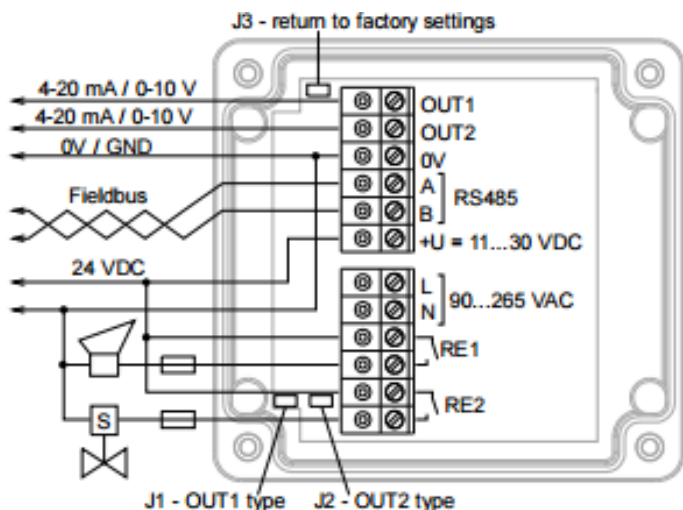 J3 - return to factory settings
4-20 mA / 0-10 V
OUT1
4-20 mA / 0-10 V
OUT2
0V / GND
0V
A
RS485
Fieldbus
B
+U = 11...30 VDC
24 VDC
L
90...265 VAC
N
RE1
RE2
S
J1 - OUT1 type
J2 - OUT2 type